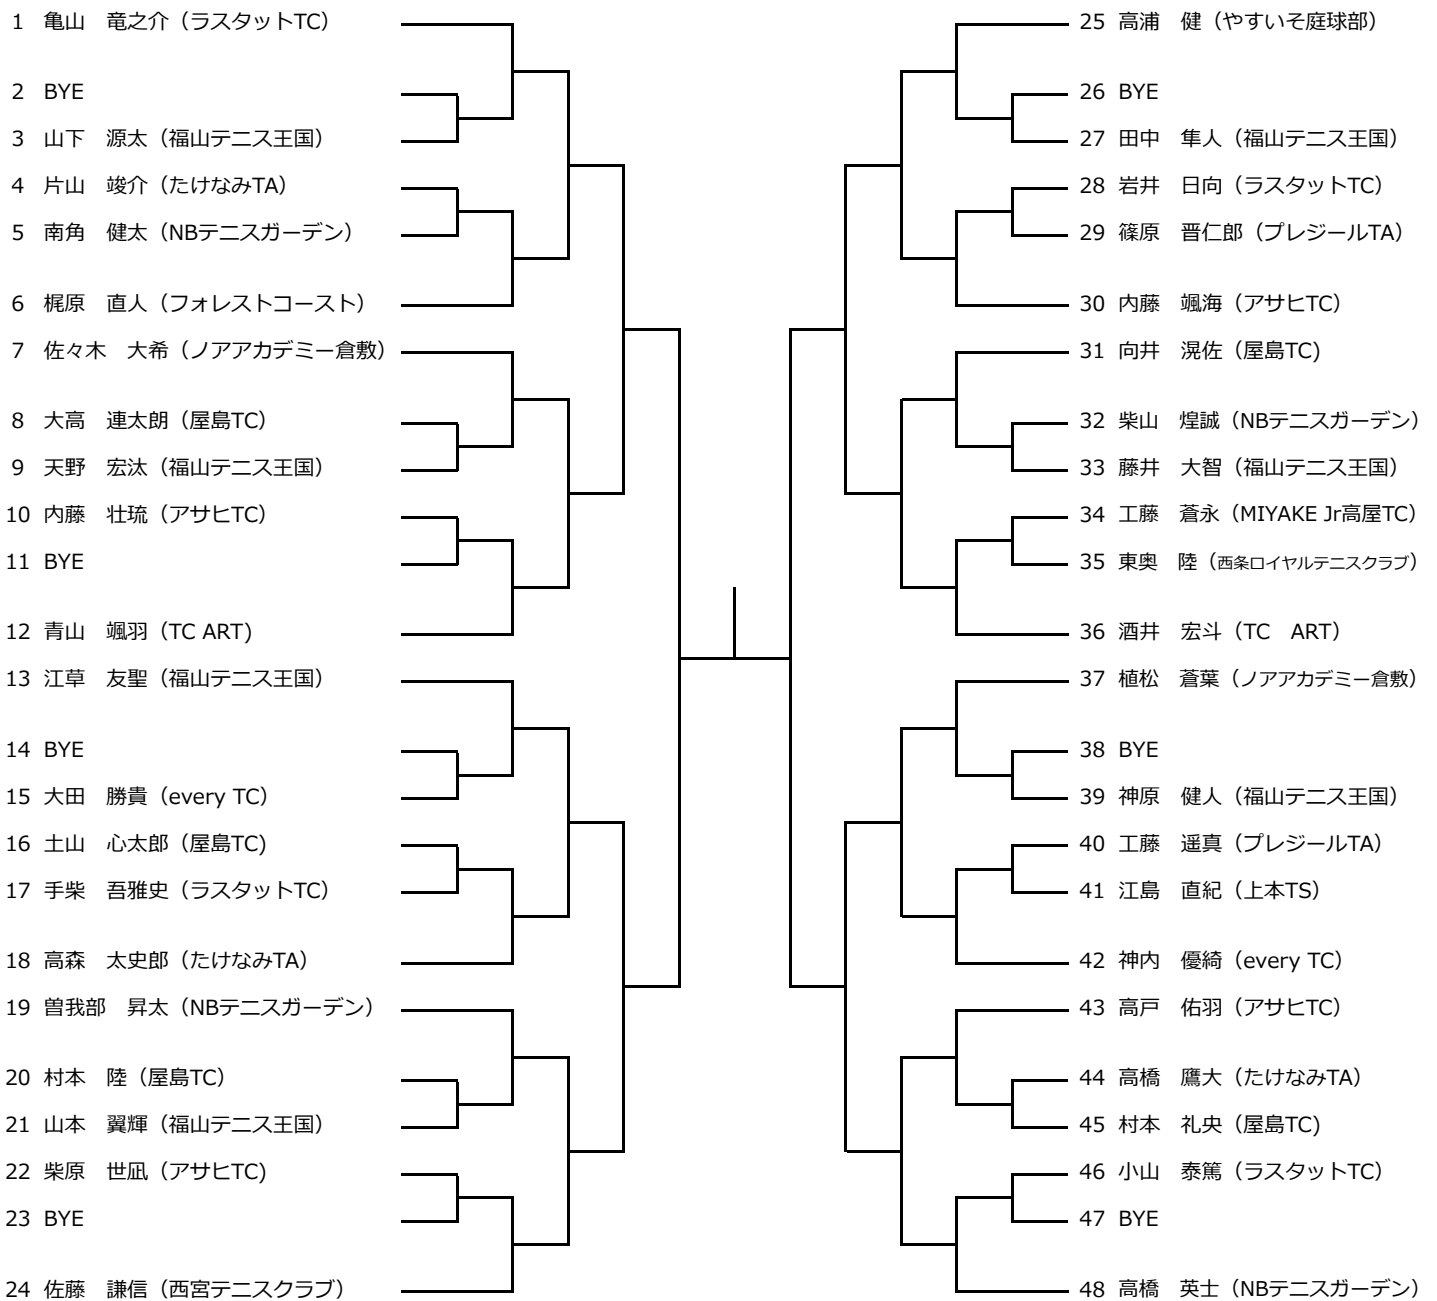 1 亀山　竜之介（ラスタットTC）
2 BYE
3 山下　源太（福山テニス王国）
4 片山　竣介（たけなみTA）
5 南角　健太（NBテニスガーデン）
6 梶原　直人（フォレストコースト）
7 佐々木　大希（ノアアカデミー倉敷）
8 大高　連太朗（屋島TC）
9 天野　宏汰（福山テニス王国）
10 内藤　壮琉（アサヒTC）
11 BYE
12 青山　颯羽（TC ART)
13 江草　友聖（福山テニス王国）
14 BYE
15 大田　勝貴（every TC）
16 土山　心太郎（屋島TC)
17 手柴　吾雅史（ラスタットTC）
18 高森　太史郎（たけなみTA）
19 曽我部　昇太（NBテニスガーデン）
20 村本　陸（屋島TC）
21 山本　翼輝（福山テニス王国）
22 柴原　世凪（アサヒTC)
23 BYE
24 佐藤　謙信（西宮テニスクラブ）
25 高浦　健（やすいそ庭球部）
26 BYE
27 田中　隼人（福山テニス王国）
28 岩井　日向（ラスタットTC）
29 篠原　晋仁郎（プレジールTA）
30 内藤　颯海（アサヒTC）
31 向井　滉佐（屋島TC)
32 柴山　煌誠（NBテニスガーデン）
33 藤井　大智（福山テニス王国）
34 工藤　蒼永（MIYAKE Jr高屋TC）
35 東奥　陸（西条ロイヤルテニスクラブ）
36 酒井　宏斗（TC　ART）
37 植松　蒼葉（ノアアカデミー倉敷）
38 BYE
39 神原　健人（福山テニス王国）
40 工藤　遥真（プレジールTA）
41 江島　直紀（上本TS）
42 神内　優綺（every TC）
43 高戸　佑羽（アサヒTC）
44 高橋　鷹大（たけなみTA）
45 村本　礼央（屋島TC)
46 小山　泰篤（ラスタットTC）
47 BYE
48 高橋　英士（NBテニスガーデン）